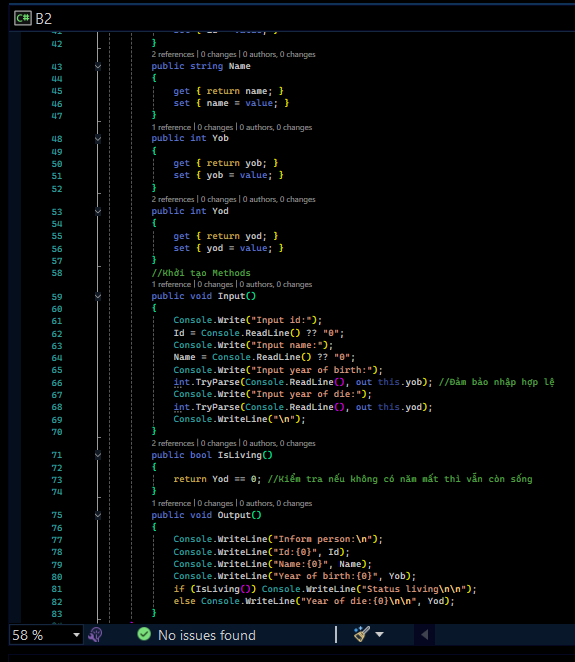 C# B2
42 }
2 references | 0 changes | 0 authors, 0 changes
43 public string Name
44 {
45 get { return name; }
46 set { name = value; }
47 }
1 reference | 0 changes | 0 authors, 0 changes
48 public int Yob
49 {
50 get { return yob; }
51 set { yob = value; }
52 }
2 references | 0 changes | 0 authors, 0 changes
53 public int Yod
54 {
55 get { return yod; }
56 set { yod = value; }
57 }
58 //Khởi tạo Methods
1 reference | 0 changes | 0 authors, 0 changes
59 public void Input()
60 {
61 Console.Write("Input id:");
62 Id = Console.ReadLine() ?? "0";
63 Console.Write("Input name:");
64 Name = Console.ReadLine() ?? "0";
65 Console.Write("Input year of birth:");
66 int.TryParse(Console.ReadLine(), out this.yob); //Đảm bảo nhập hợp lệ
67 Console.Write("Input year of die:");
68 int.TryParse(Console.ReadLine(), out this.yod);
69 Console.WriteLine("\n");
70 }
2 references | 0 changes | 0 authors, 0 changes
71 public bool IsLiving()
72 {
73 return Yod == 0; //Kiểm tra nếu không có năm mất thì vẫn còn sống
74 }
1 reference | 0 changes | 0 authors, 0 changes
75 public void Output()
76 {
77 Console.WriteLine("Inform person:\n");
78 Console.WriteLine("Id:{0}", Id);
79 Console.WriteLine("Name:{0}", Name);
80 Console.WriteLine("Year of birth:{0}", Yob);
81 if (IsLiving()) Console.WriteLine("Status living\n\n");
82 else Console.WriteLine("Year of die:{0}\n\n", Yod);
83 }
58 % No issues found